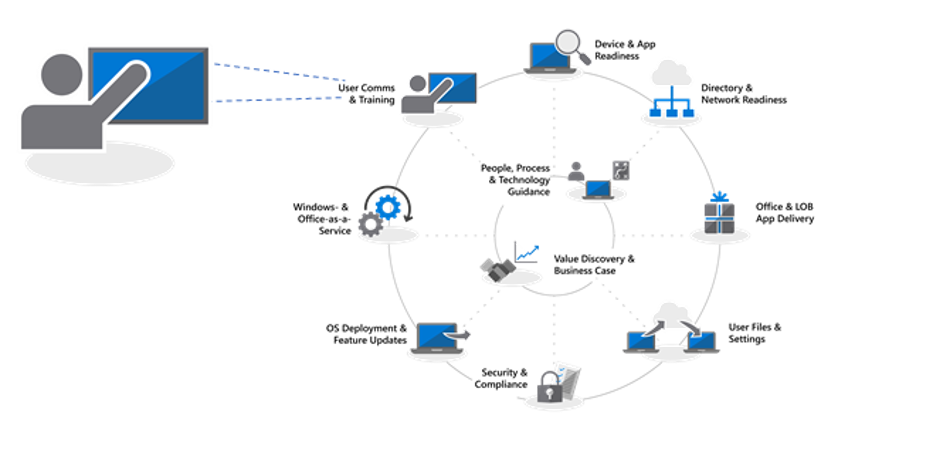 Device & App
Readiness
Directory &
Network Readiness
Office & LOB
App Delivery
User Files &
Settings
Security &
Compliance
OS Deployment &
Feature Updates
Windows- &
Office-as-a-
Service
User Comms
& Training
People, Process
& Technology
Guidance
Value Discovery &
Business Case